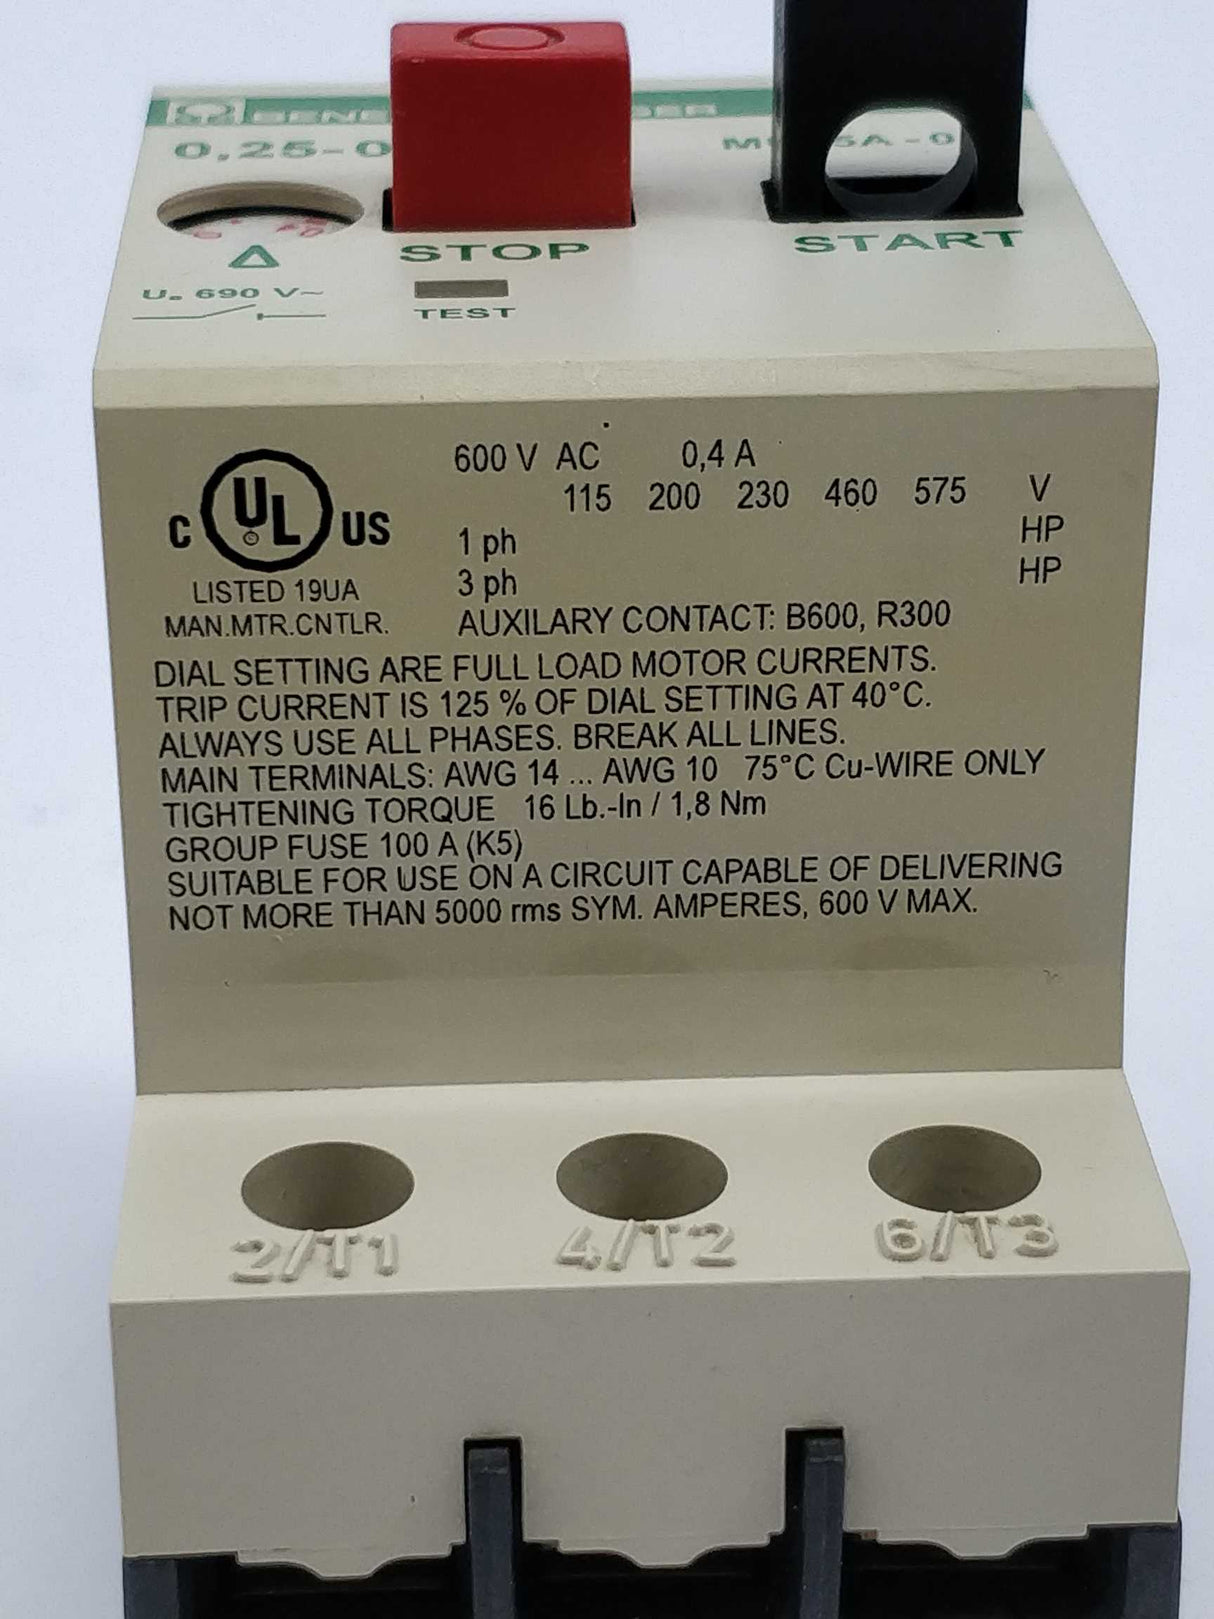 0,25-0
STOP
START
Uₑ 690 V~
TEST
600 V AC 0,4 A
115 200 230 460 575 V
1 ph HP
3 ph HP
C UL US
LISTED 19UA
MAN.MTR.CNTLR.
AUXILARY CONTACT: B600, R300
DIAL SETTING ARE FULL LOAD MOTOR CURRENTS.
TRIP CURRENT IS 125 % OF DIAL SETTING AT 40°C.
ALWAYS USE ALL PHASES. BREAK ALL LINES.
MAIN TERMINALS: AWG 14 ... AWG 10 75°C Cu-WIRE ONLY
TIGHTENING TORQUE 16 Lb.-In / 1,8 Nm
GROUP FUSE 100 A (K5)
SUITABLE FOR USE ON A CIRCUIT CAPABLE OF DELIVERING
NOT MORE THAN 5000 rms SYM. AMPERES, 600 V MAX.
2/T1 4/T2 6/T3